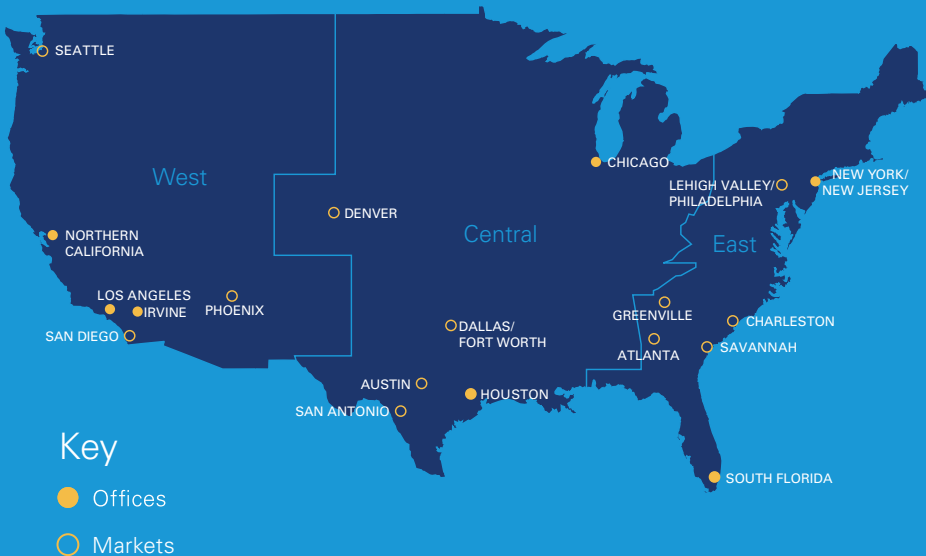 SEATTLE
West
CHICAGO
LEHIGH VALLEY/
PHILADELPHIA
NEW YORK/
NEW JERSEY
DENVER
Central
East
NORTHERN
CALIFORNIA
LOS ANGELES
IRVINE
PHOENIX
SAN DIEGO
DALLAS/
FORT WORTH
GREENVILLE
CHARLESTON
ATLANTA
SAVANNAH
AUSTIN
HOUSTON
SAN ANTONIO
SOUTH FLORIDA
Key
Offices
Markets